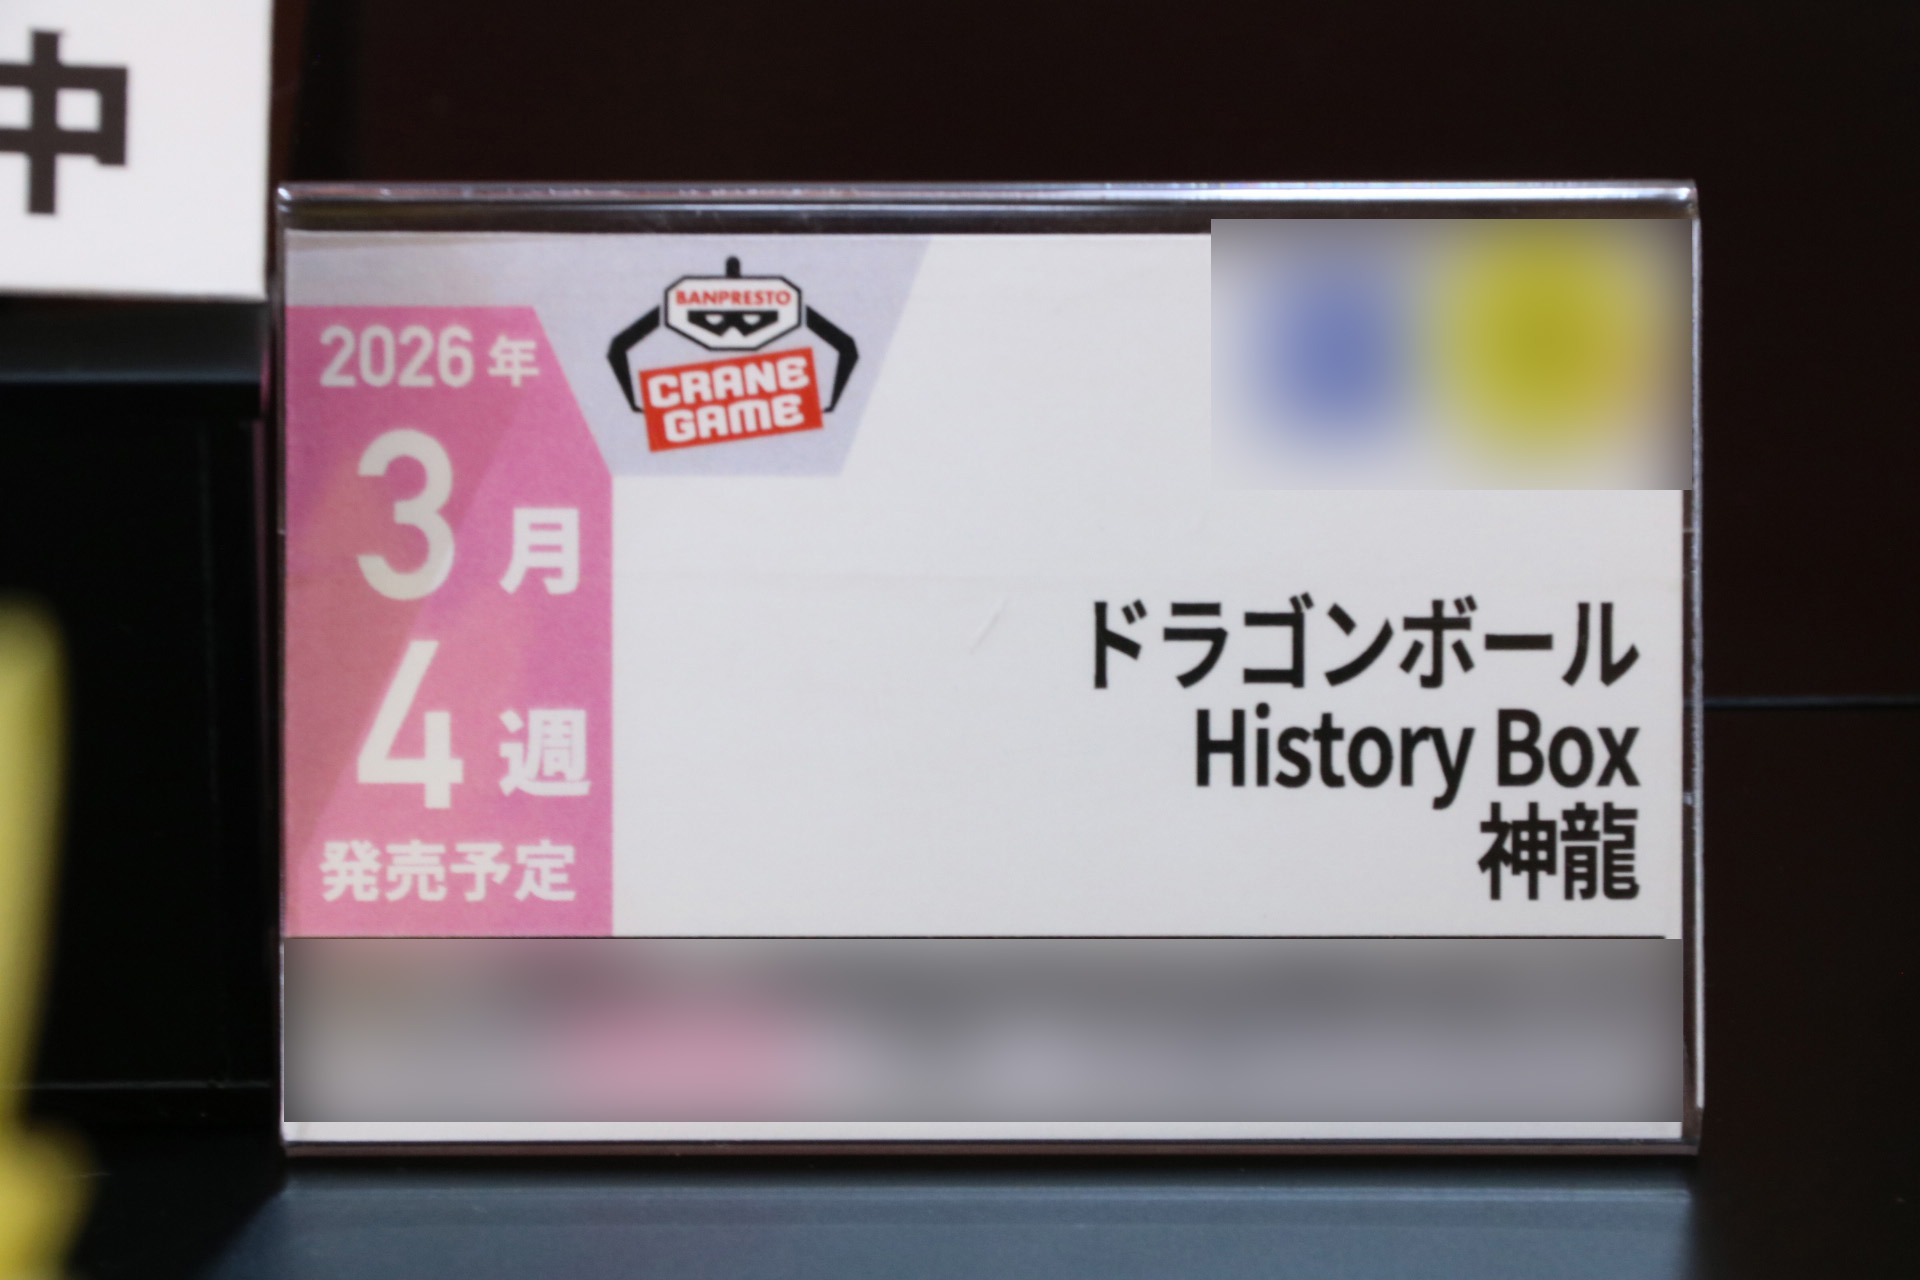 中
BANPRESTO
CRANE
GAME
2026年
3月
4週
発売予定
ドラゴンボール
History Box
神龍